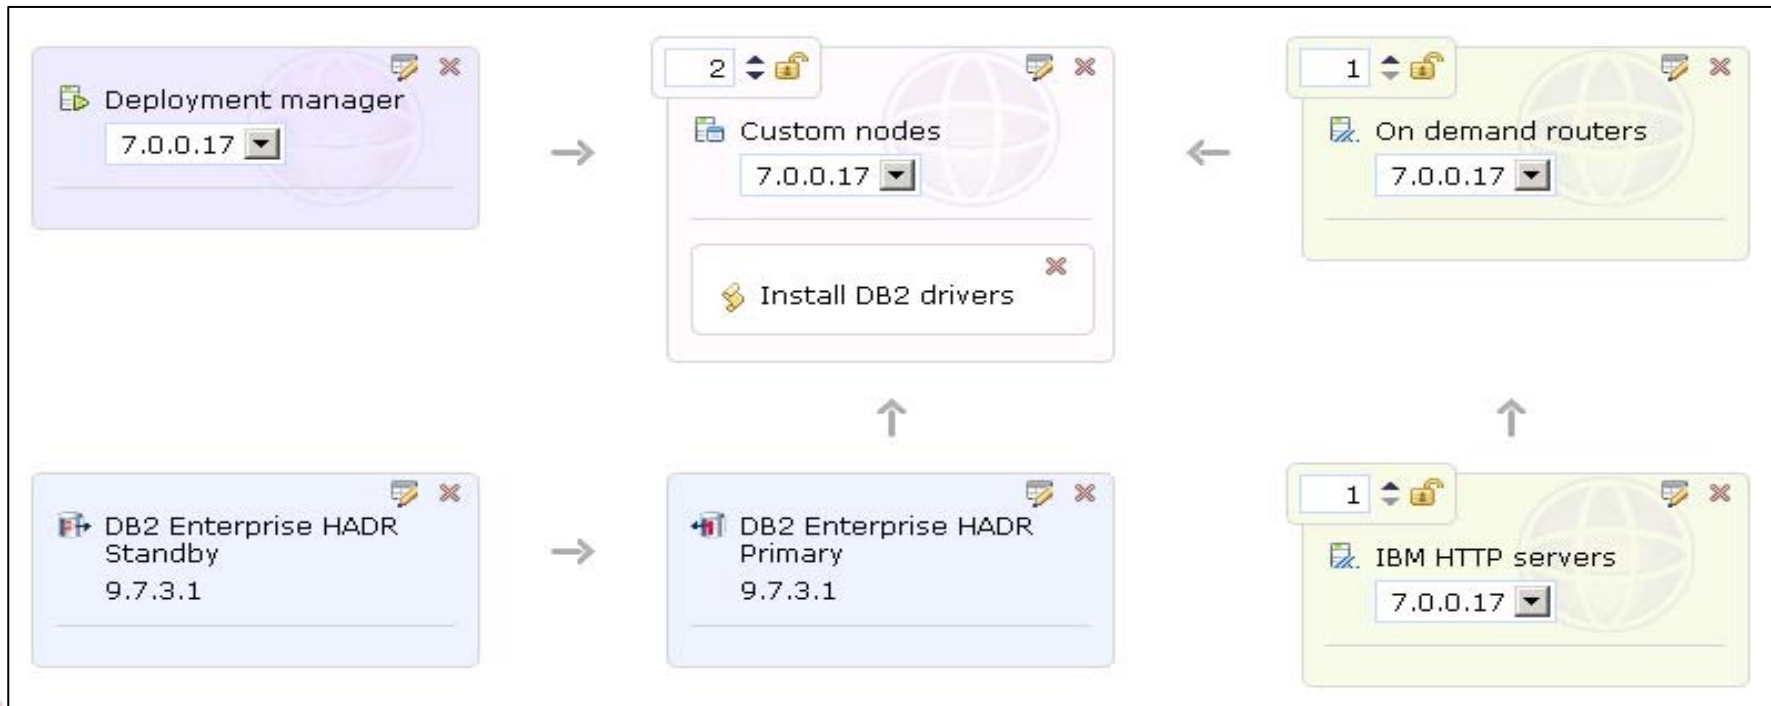 Deployment manager
7.0.0.17
2
Custom nodes
7.0.0.17
Install DB2 drivers
1
On demand routers
7.0.0.17
DB2 Enterprise HADR
Standby
9.7.3.1
DB2 Enterprise HADR
Primary
9.7.3.1
1
IBM HTTP servers
7.0.0.17